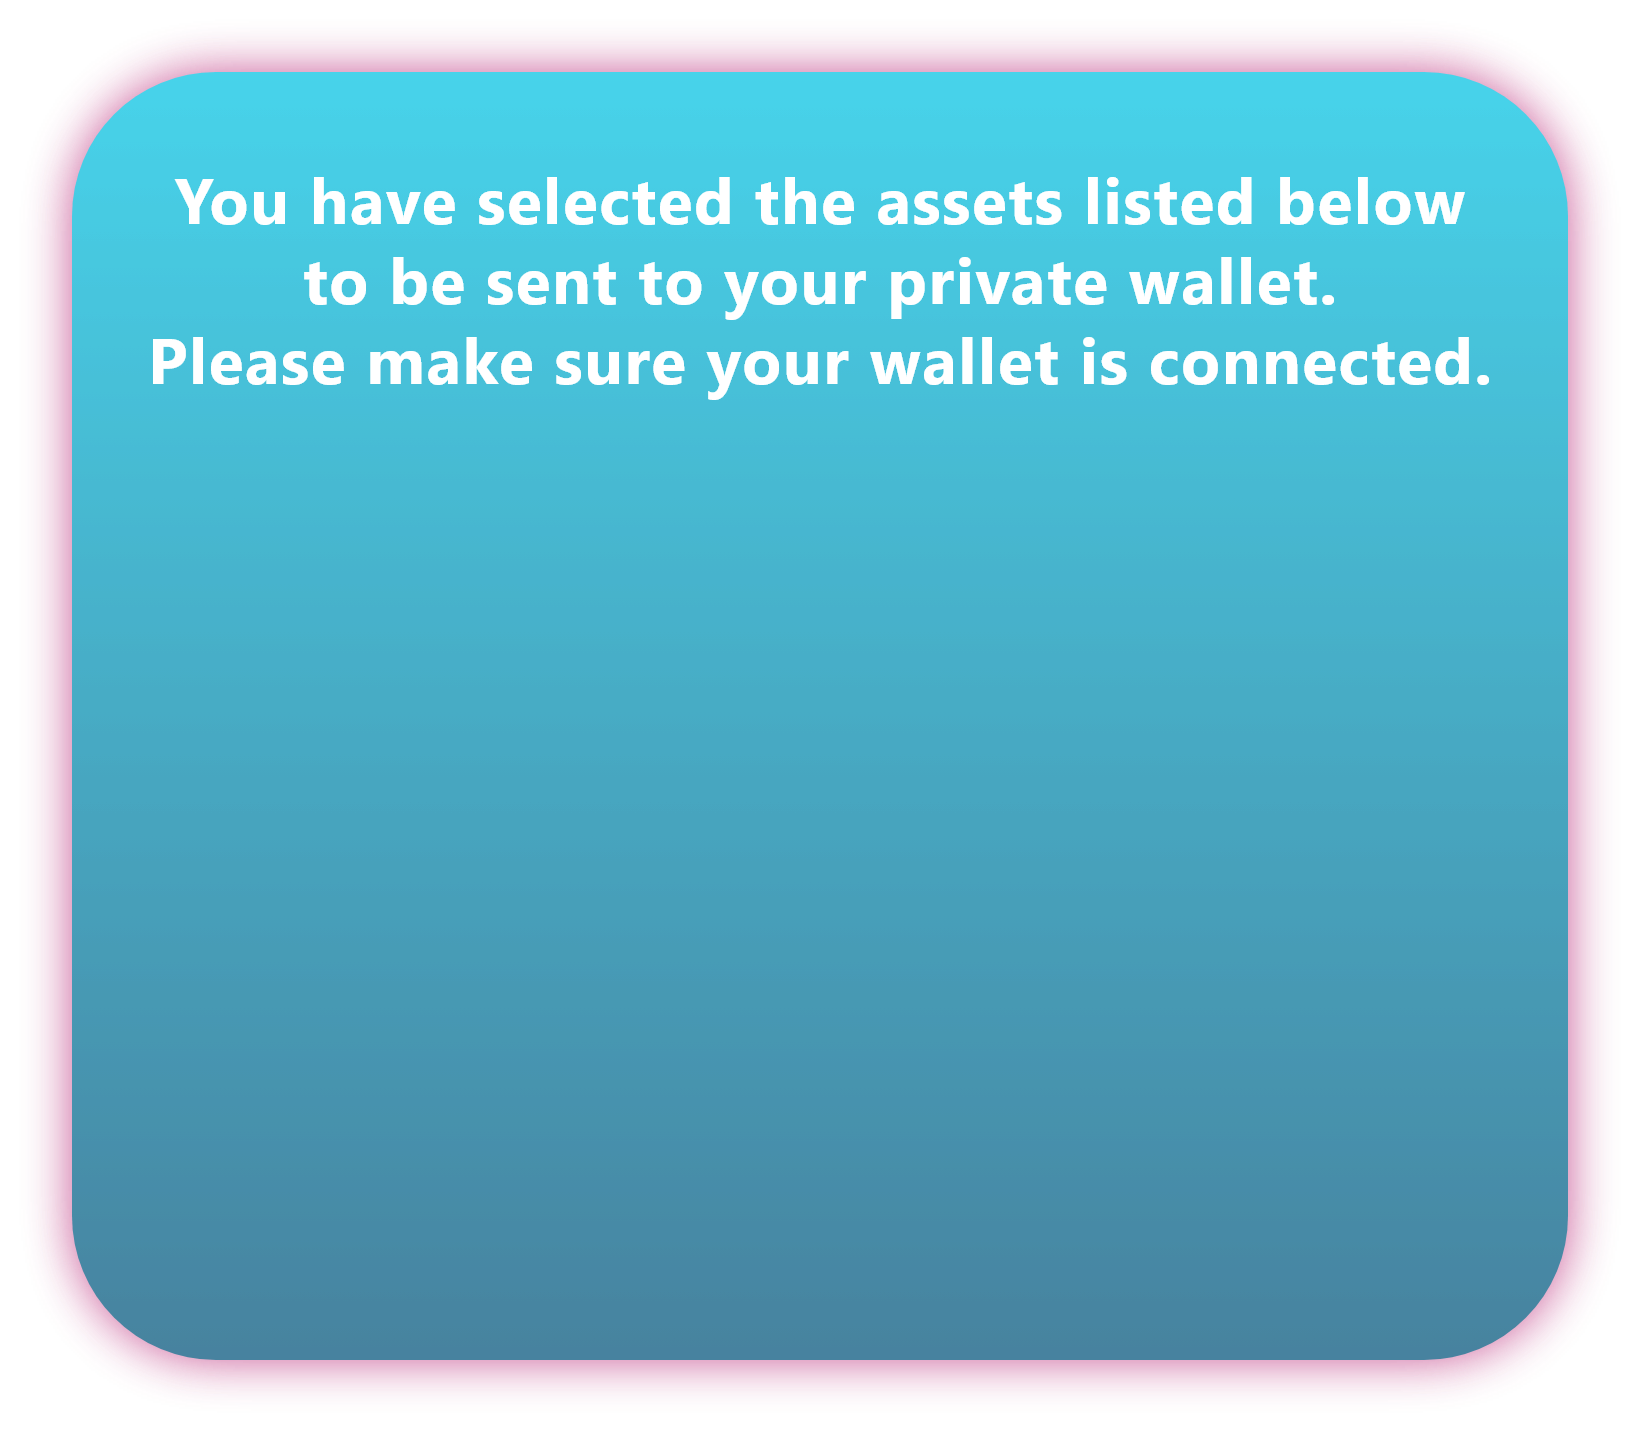 You have selected the assets listed below
to be sent to your private wallet.
Please make sure your wallet is connected.